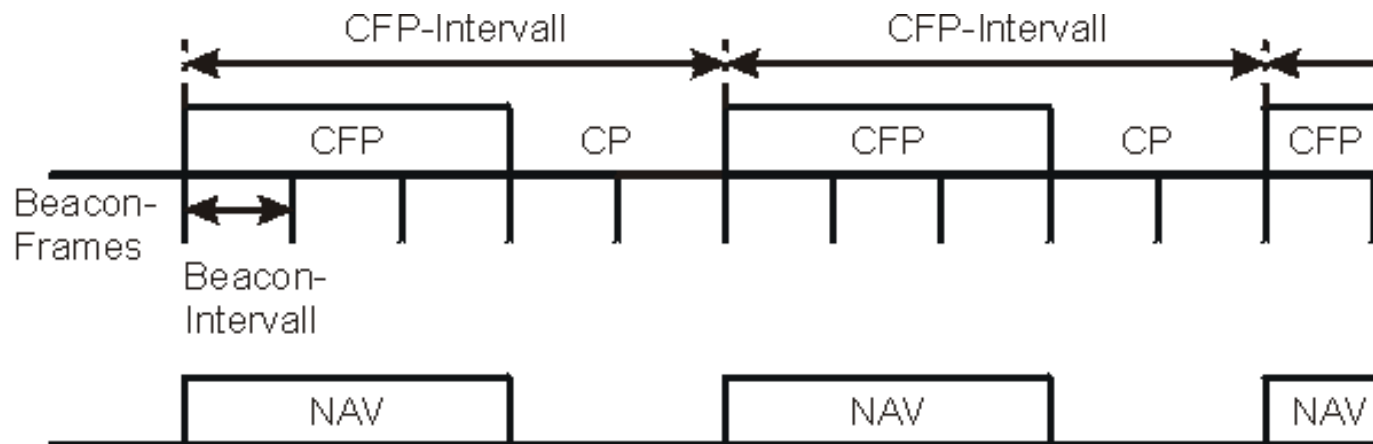 CFP-Intervall
CFP-Intervall
CFP
CP
CFP
CP
CFP
Beacon-
Frames
Beacon-
Intervall
NAV
NAV
NAV